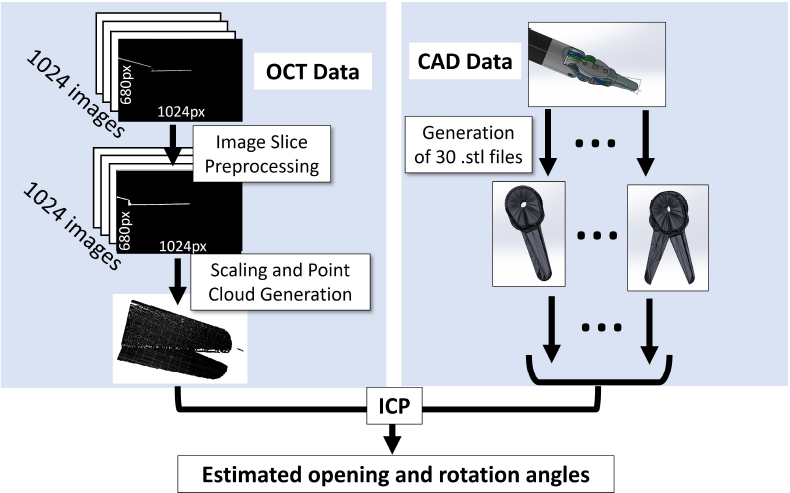 OCT Data
1024 images
680px
1024px
Image Slice
Preprocessing
1024 images
680px
1024px
Scaling and Point
Cloud Generation
CAD Data
Generation
of 30 .stl files
ICP
Estimated opening and rotation angles